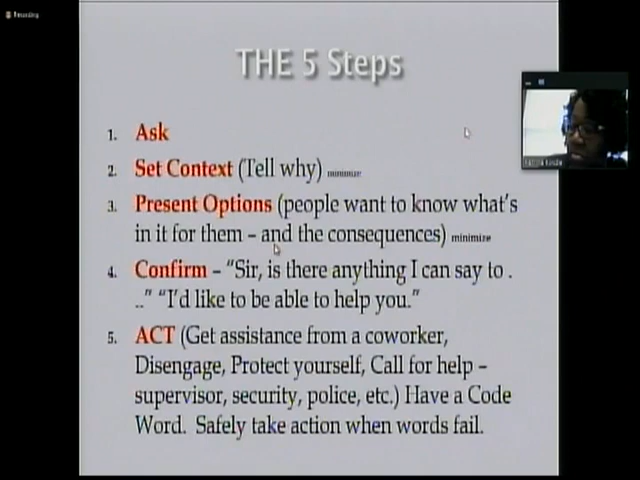 Recording
THE 5 Steps
1. Ask
2. Set Context (Tell why) minimize
3. Present Options (people want to know what's
in it for them – and the consequences) minimize
4. Confirm – “Sir, is there anything I can say to .
..” “I'd like to be able to help you.”
5. ACT (Get assistance from a coworker,
Disengage, Protect yourself, Call for help –
supervisor, security, police, etc.) Have a Code
Word. Safely take action when words fail.